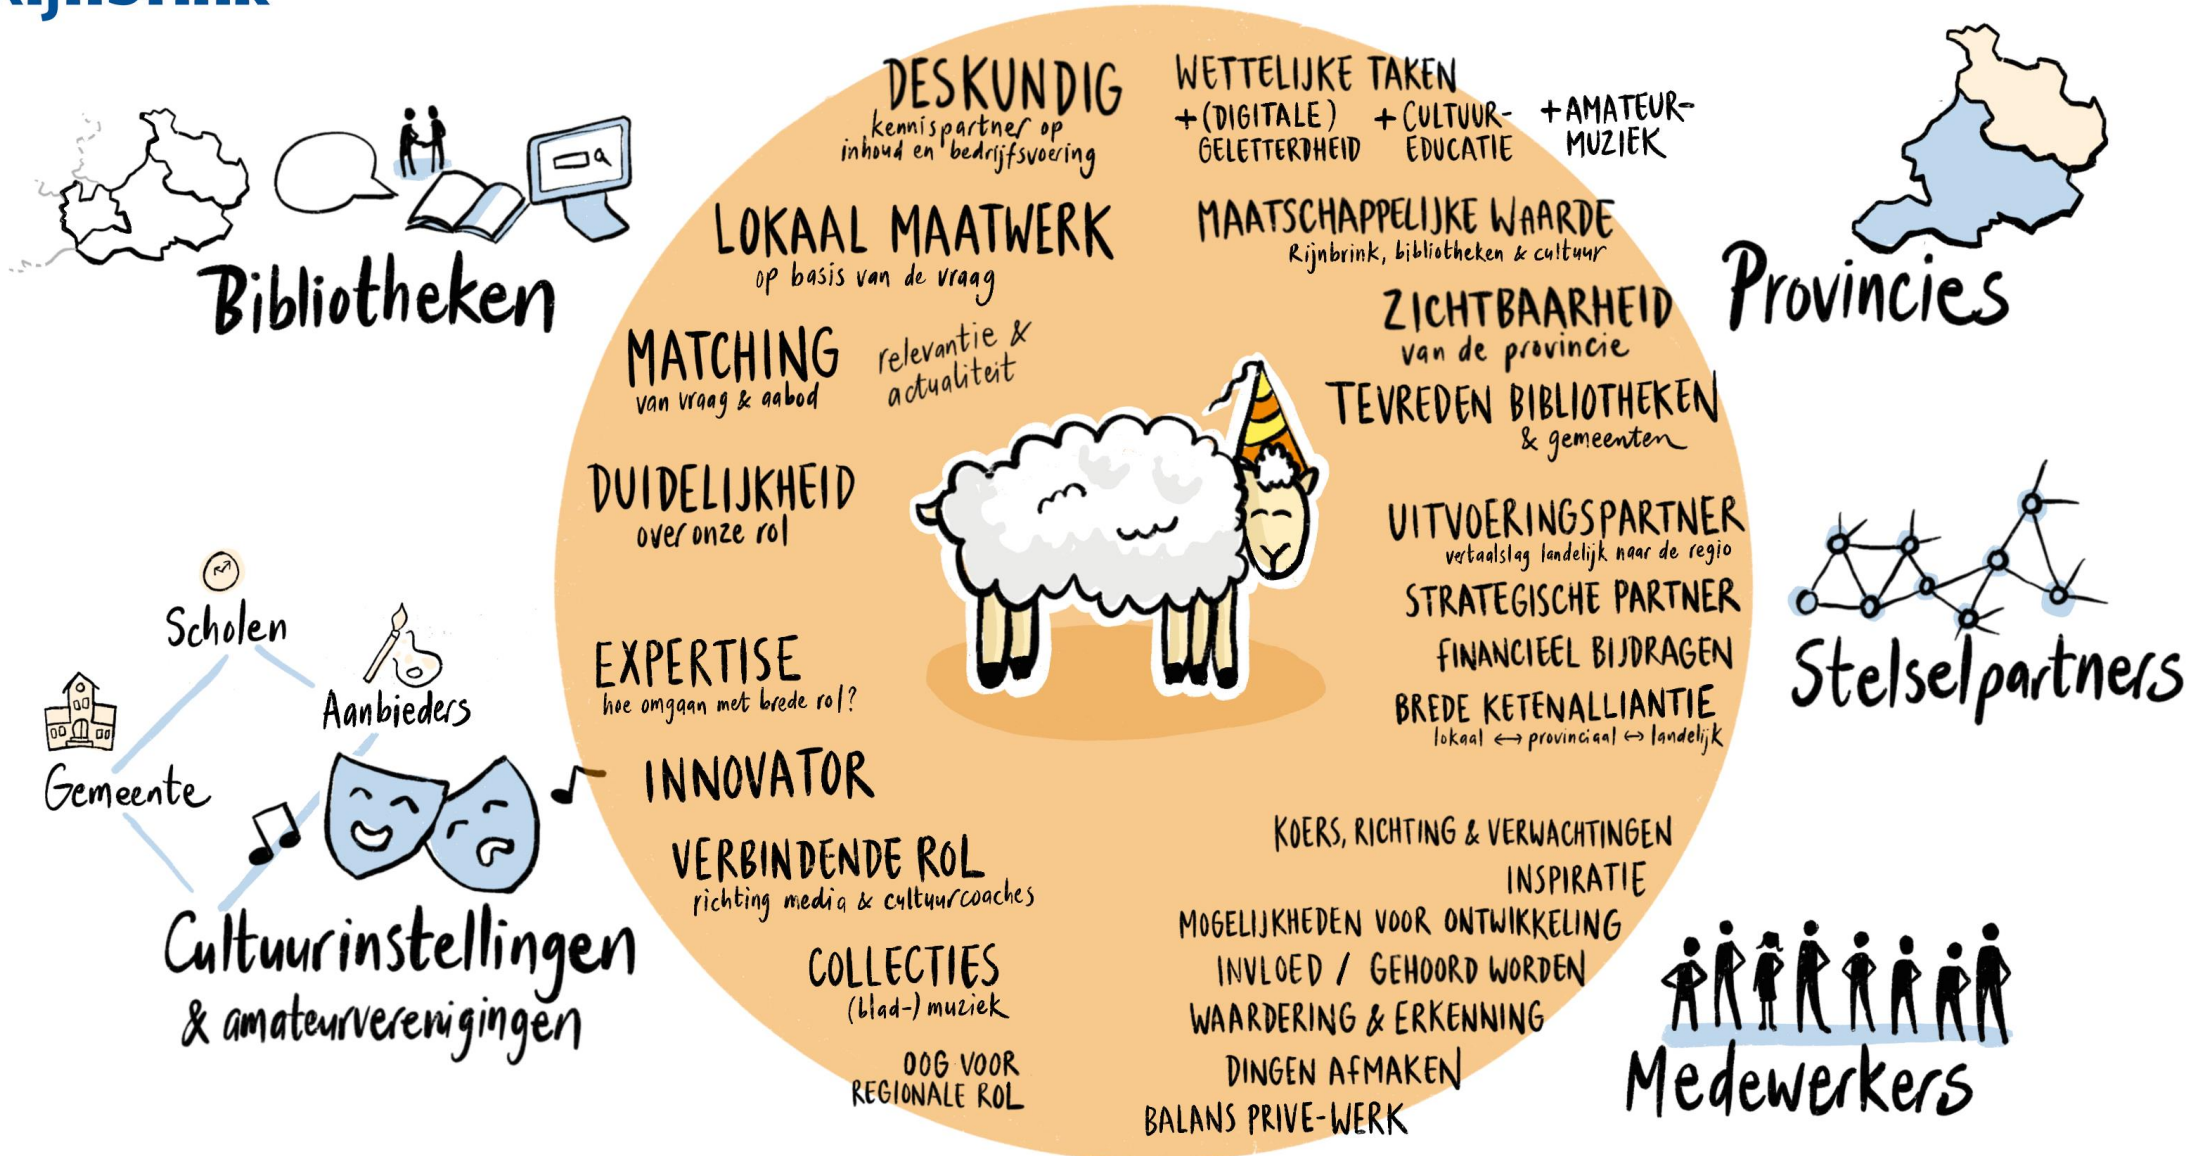 Bibliotheken
DESKUNDIG
kennispartner op
inhoud en bedrijfsvoering
LOKAAL MAATWERK
op basis van de vraag
MATCHING
van vraag & aabod
relevantie &
actualiteit
DUIDELIJKHEID
over onze rol
WETTELIJKE TAKEN
+ (DIGITALE)
GELETTERDHEID
+ CULTUUR-
EDUCATIE
+ AMATEUR-
MUZIEK
MAATSCHAPPELIJKE WAARDE
Rijnbrink, bibliotheken & cultuur
ZICHTBAARHEID
van de provincie
TEVREDEN BIBLIOTHEKEN
& gemeenten
Provincies
UITVOERINGSPARTNER
vertaalslag landelijk naar de regio
STRATEGISCHE PARTNER
FINANCIEEL BIJDRAGEN
BREDE KETENALLIANTIE
lokaal ↔ provinciaal ↔ landelijk
Stelselpartners
Scholen
Aanbieders
Gemeente
Cultuurinstellingen
& amateurverenigingen
EXPERTISE
hoe omgaan met brede rol?
INNOVATOR
VERBINDENDE ROL
richting media & cultuurcoaches
COLLECTIES
(blad-) muziek
OOG VOOR
REGIONALE ROL
KOERS, RICHTING & VERWACHTINGEN
INSPIRATIE
MOGELIJKHEDEN VOOR ONTWIKKELING
INVLOED / GEHOORD WORDEN
WAARDERING & ERKENNING
DINGEN AFMAKEN
BALANS PRIVE-WERK
Medewerkers